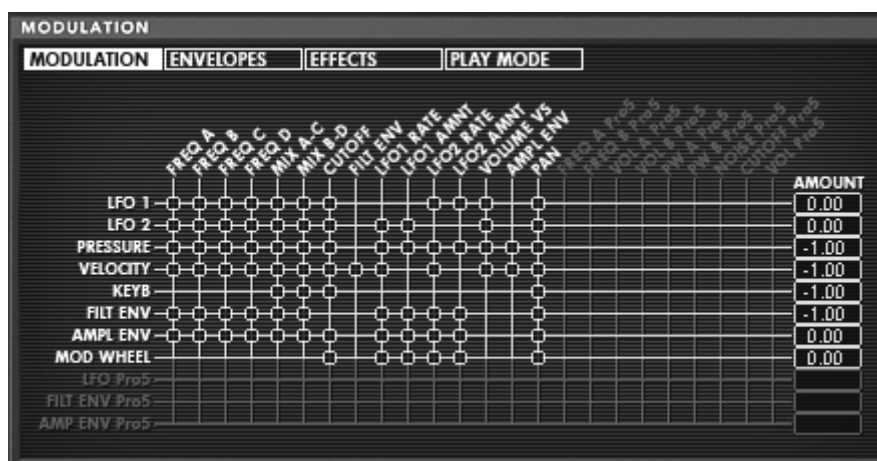 MODULATION
MODULATION ENVELOPES EFFECTS PLAY MODE
FREQ A FREQ B FREQ C FREQ D MIX A-C MIX B-D CUTOFF FILT ENV LFO1 RATE LFO1 AMNT LFO2 RATE LFO2 AMNT VOLUME VS AMPL ENV PAN FREQ A Pro5 FREQ B Pro5 VOL A Pro5 VOL B Pro5 PW A Pro5 PW B Pro5 NOISE Pro5 CUTOFF Pro5 VOL Pro5
AMOUNT
LFO 1 0.00
LFO 2 0.00
PRESSURE -1.00
VELOCITY -1.00
KEYB -1.00
FILT ENV -1.00
AMPL ENV 0.00
MOD WHEEL 0.00
LFO Pro5
FILT ENV Pro5
AMP ENV Pro5